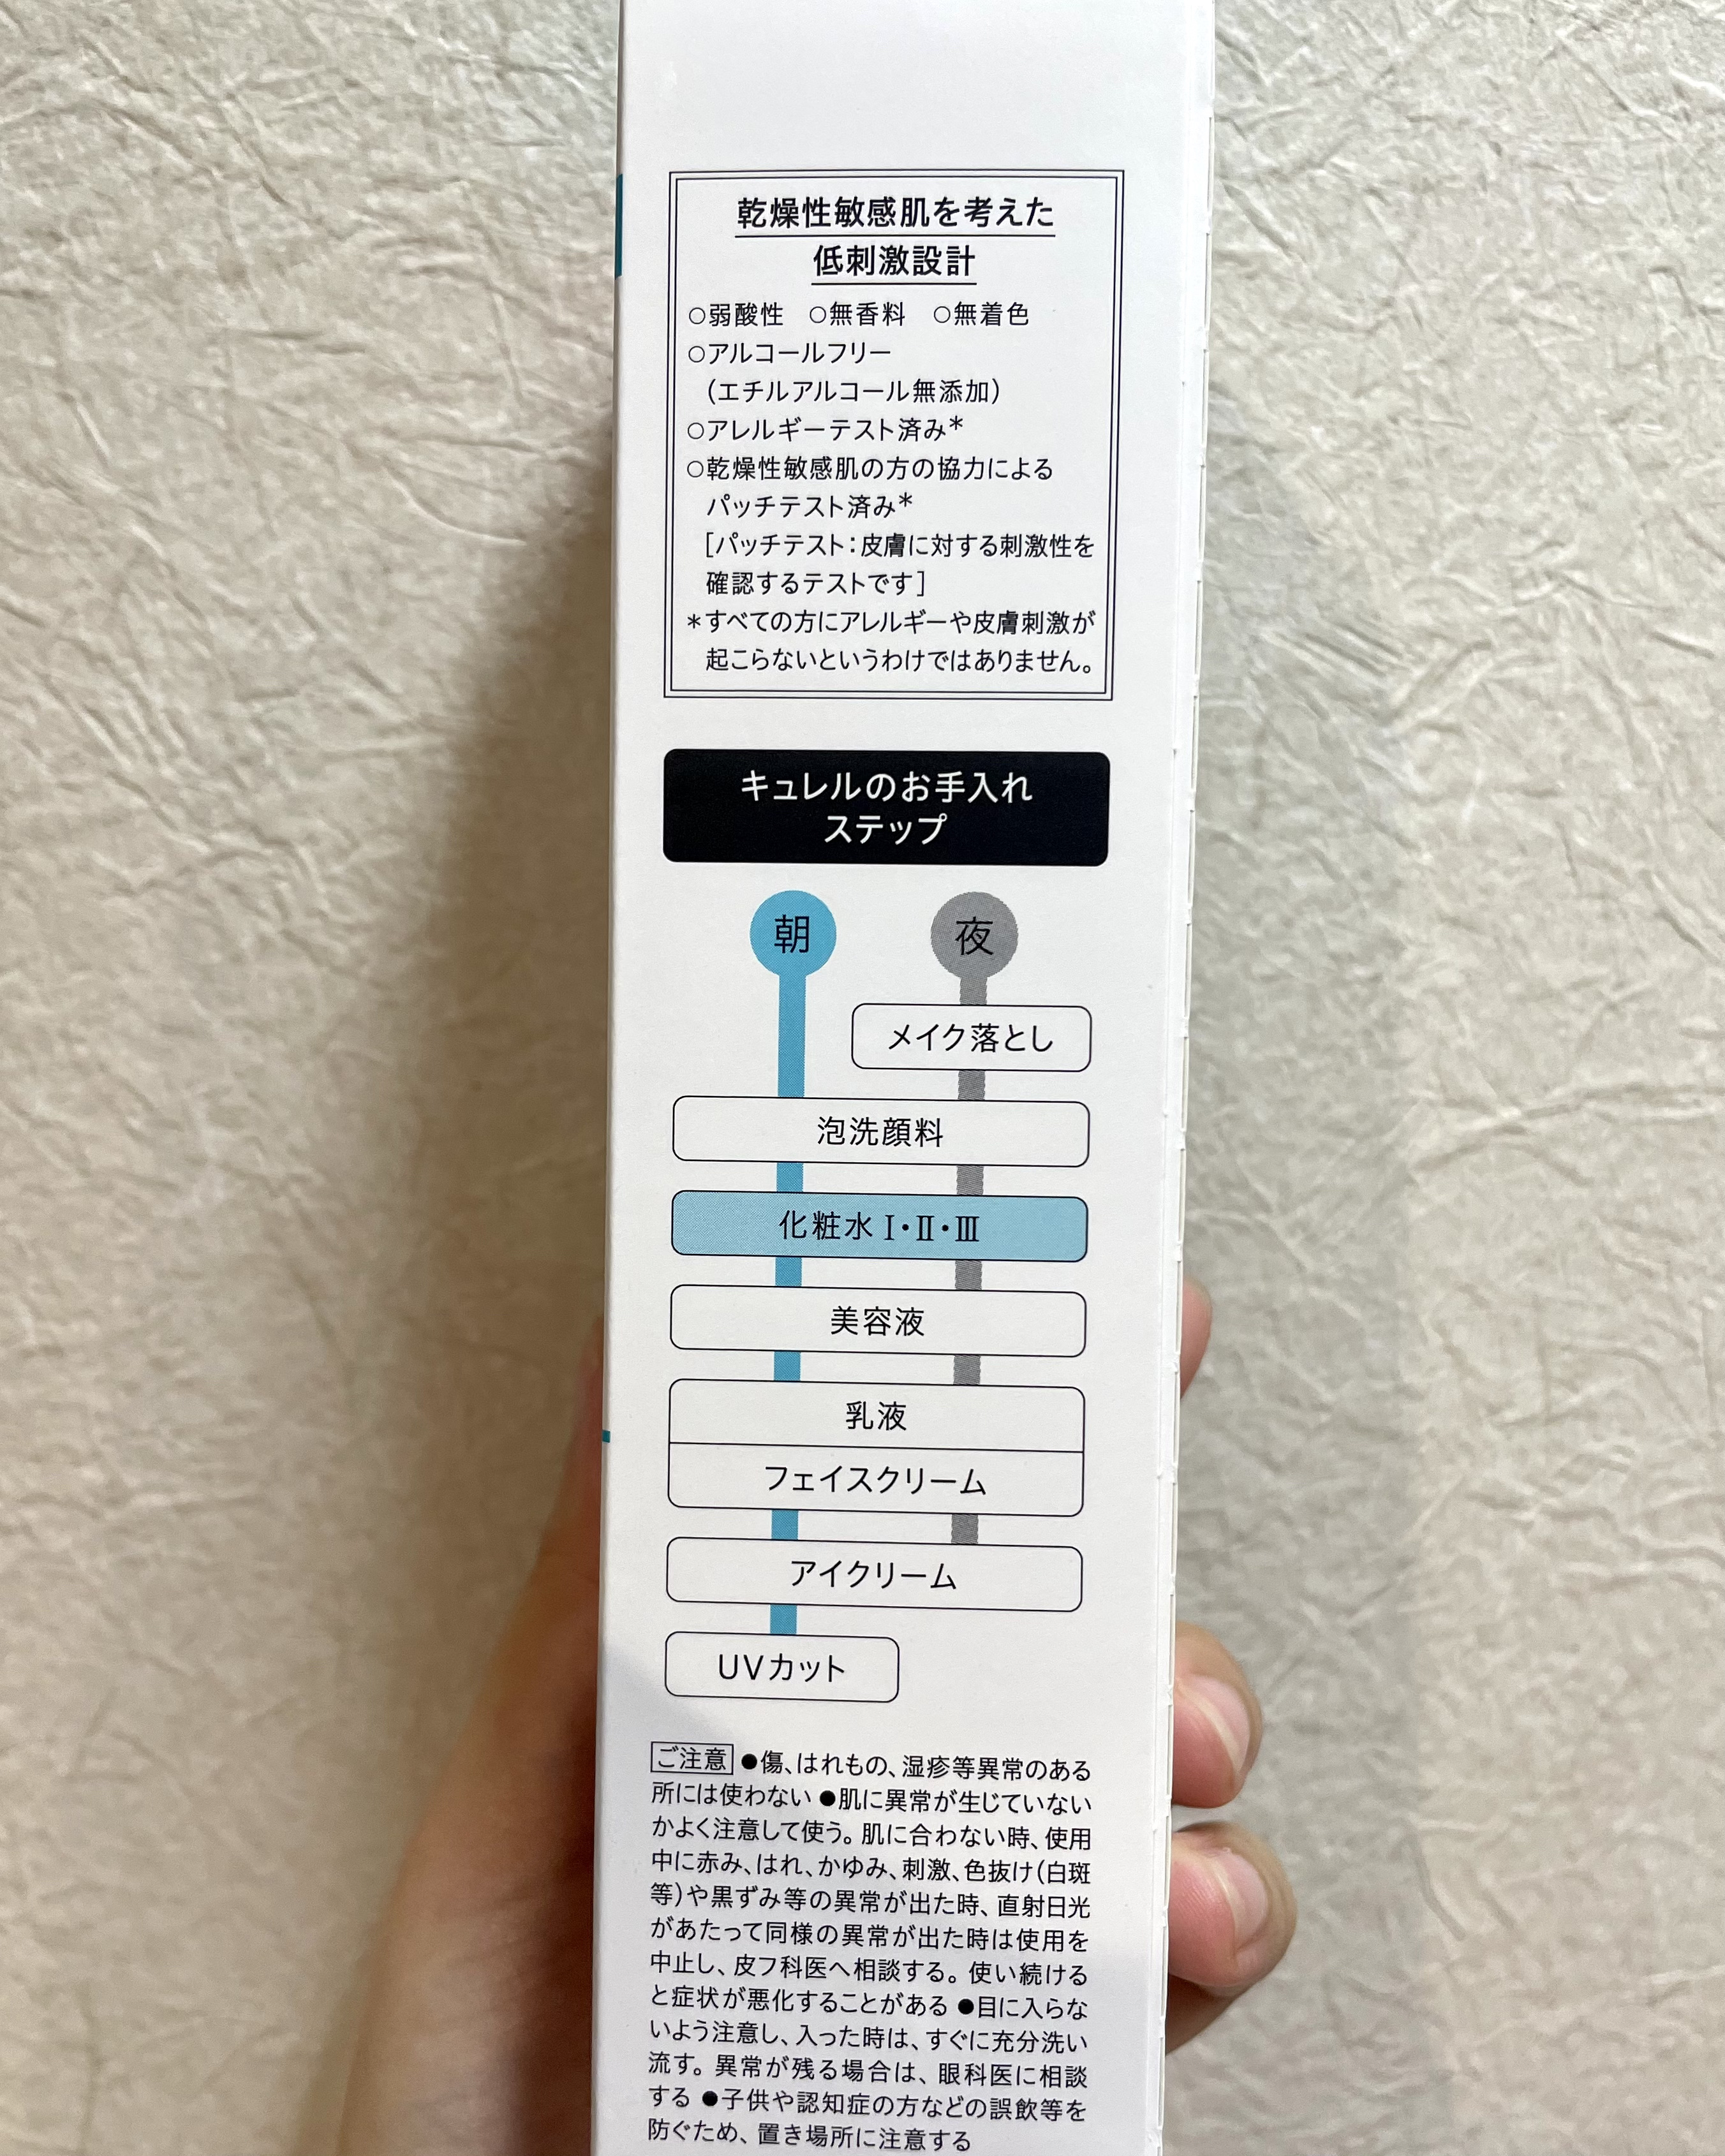 乾燥性敏感肌を考えた
低刺激設計
○弱酸性 ○無香料 ○無着色
○アルコールフリー
(エチルアルコール無添加)
○アレルギーテスト済み*
○乾燥性敏感肌の方の協力による
パッチテスト済み*
[パッチテスト:皮膚に対する刺激性を
確認するテストです]
*すべての方にアレルギーや皮膚刺激が
起こらないというわけではありません。
キュレルのお手入れ
ステップ
朝 夜
メイク落とし
泡洗顔料
化粧水 I・II・III
美容液
乳液
フェイスクリーム
アイクリーム
UVカット
ご注意 ●傷、はれもの、湿疹等異常のある
所には使わない ●肌に異常が生じていない
かよく注意して使う。肌に合わない時、使用
中に赤み、はれ、かゆみ、刺激、色抜け(白斑
等)や黒ずみ等の異常が出た時、直射日光
があたって同様の異常が出た時は使用を
中止し、皮フ科医へ相談する。使い続ける
と症状が悪化することがある ●目に入らな
いよう注意し、入った時は、すぐに充分洗い
流す。異常が残る場合は、眼科医に相談
する ●子供や認知症の方などの誤飲等を
防ぐため、置き場所に注意する